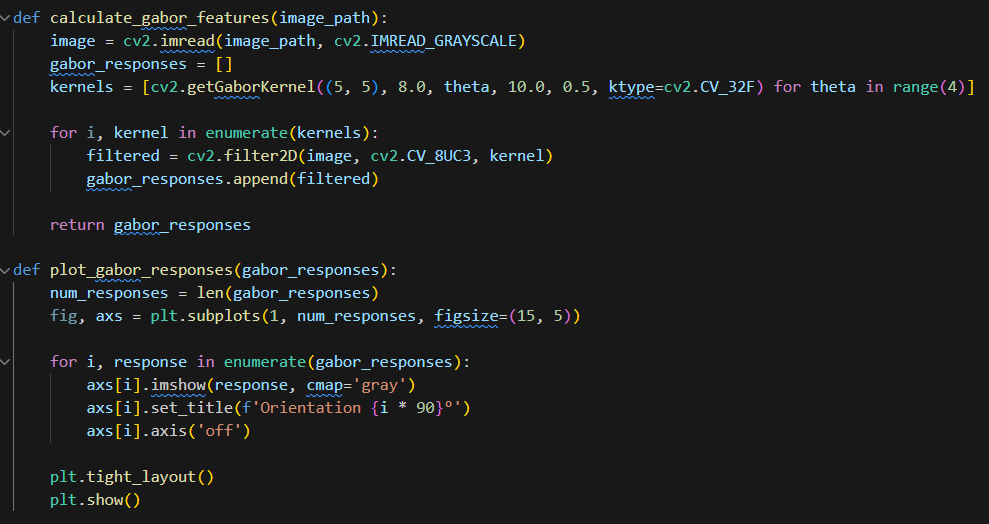 def calculate_gabor_features(image_path):
    image = cv2.imread(image_path, cv2.IMREAD_GRAYSCALE)
    gabor_responses = []
    kernels = [cv2.getGaborKernel((5, 5), 8.0, theta, 10.0, 0.5, ktype=cv2.CV_32F) for theta in range(4)]

    for i, kernel in enumerate(kernels):
        filtered = cv2.filter2D(image, cv2.CV_8UC3, kernel)
        gabor_responses.append(filtered)

    return gabor_responses

def plot_gabor_responses(gabor_responses):
    num_responses = len(gabor_responses)
    fig, axs = plt.subplots(1, num_responses, figsize=(15, 5))

    for i, response in enumerate(gabor_responses):
        axs[i].imshow(response, cmap='gray')
        axs[i].set_title(f'Orientation {i * 90}º')
        axs[i].axis('off')

    plt.tight_layout()
    plt.show()